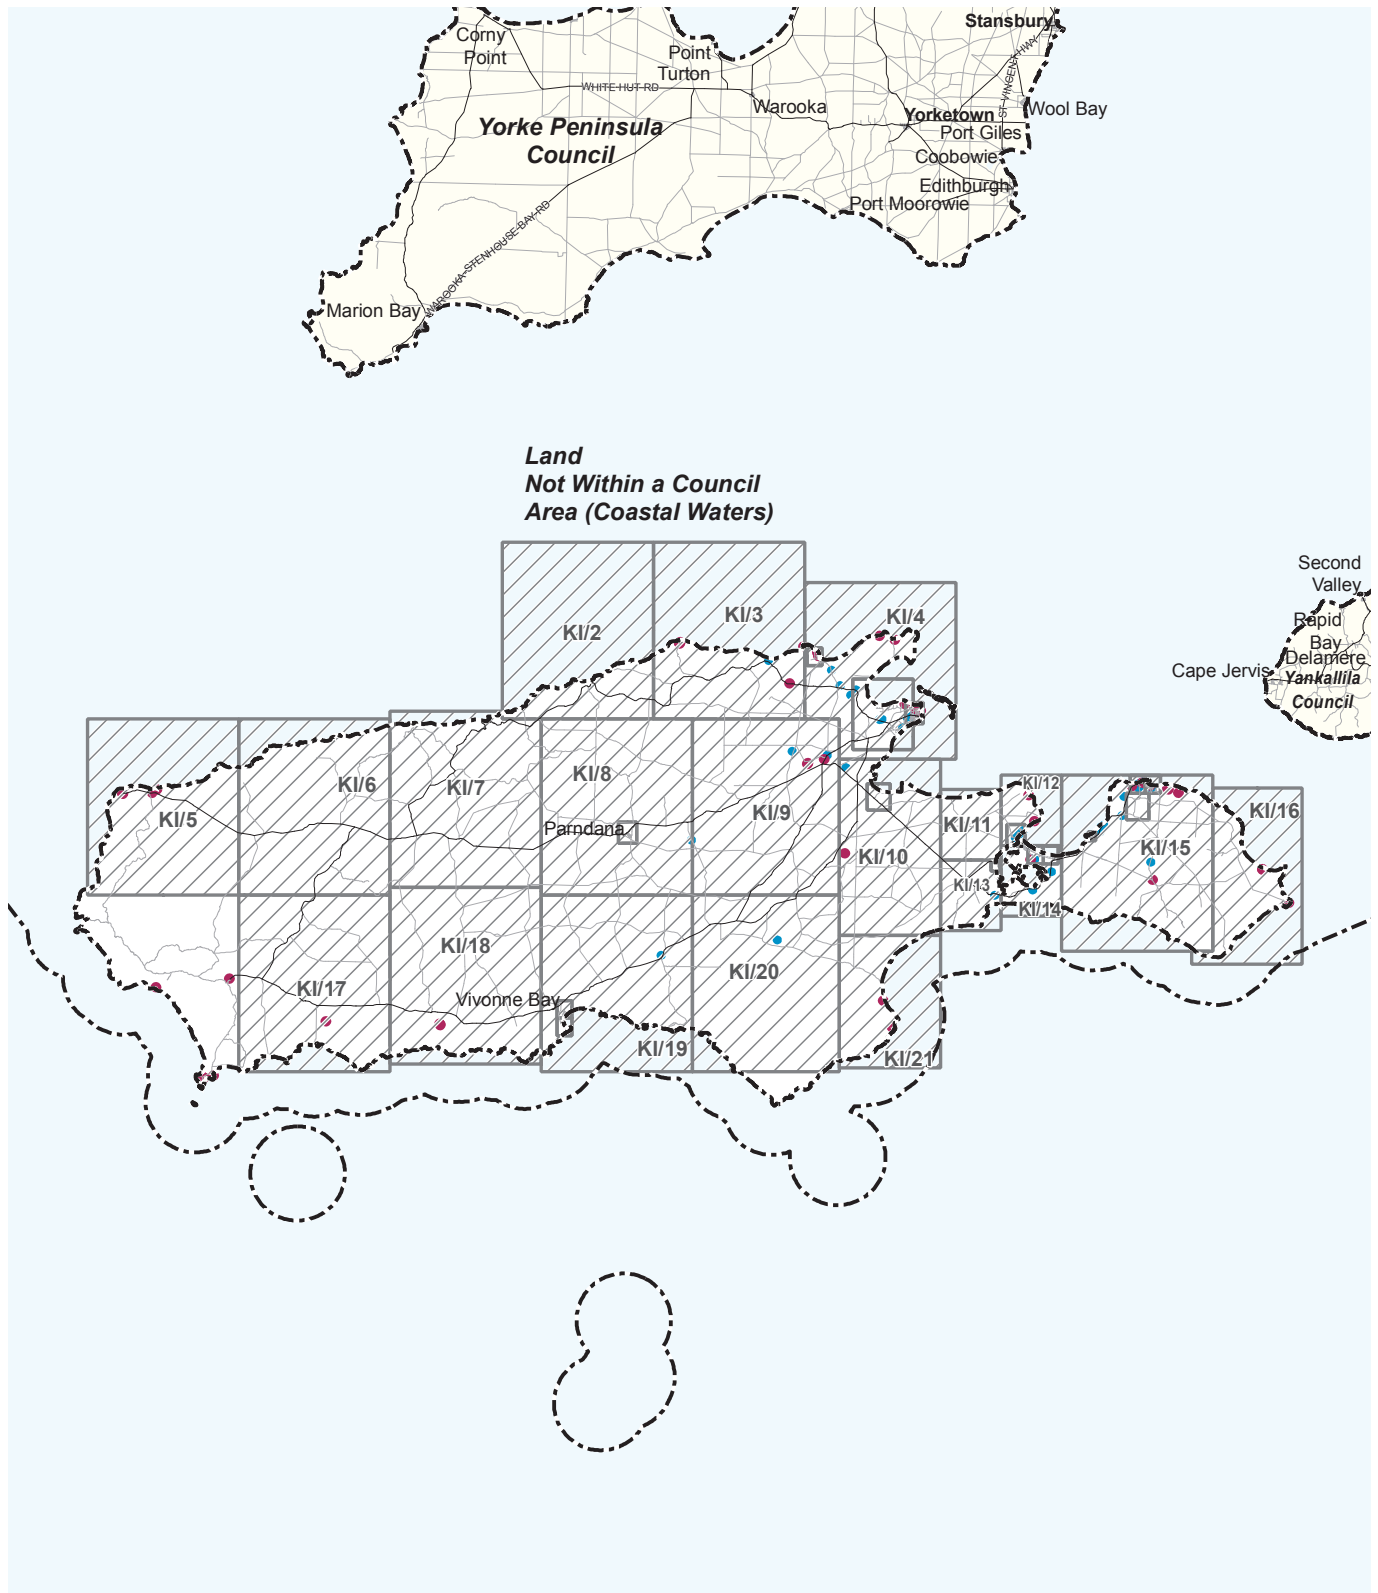 Stansbury
Corny
Point
Point
Turton
WHITE HUT RD
ST VINCENT HWY
Warooka
Wool Bay
Yorketown
Yorke Peninsula
Council
Port Giles
Coobowie
Edithburgh
Port Moorowie
WAROOKA-STENHOUSE BAY RD
Marion Bay
Land
Not Within a Council
Area (Coastal Waters)
Second
Valley
Rapid
Bay
Delamere
Cape Jervis
Yankallila
Council
KI/2
KI/3
KI/4
KI/5
KI/6
KI/7
KI/8
KI/9
KI/10
KI/11
KI/12
KI/13
KI/14
KI/15
KI/16
Parndana
KI/17
KI/18
KI/19
KI/20
KI/21
Vivonne Bay